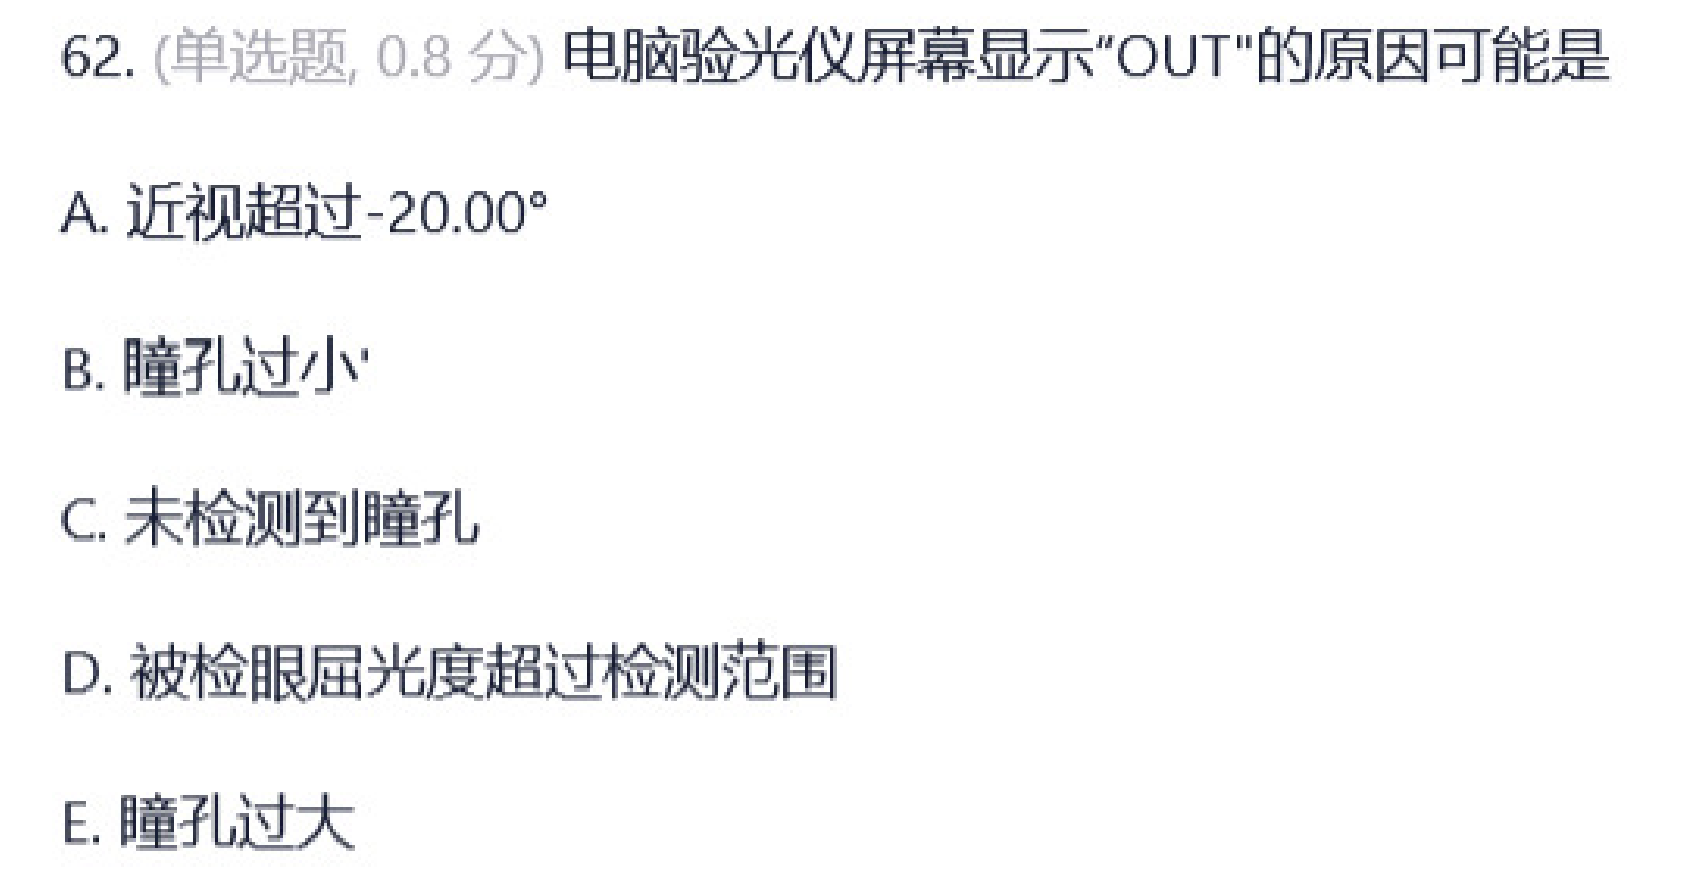 62. (单选题, 0.8 分) 电脑验光仪屏幕显示“OUT"的原因可能是
A. 近视超过-20.00°
B. 瞳孔过小'
C. 未检测到瞳孔
D. 被检眼屈光度超过检测范围
E. 瞳孔过大